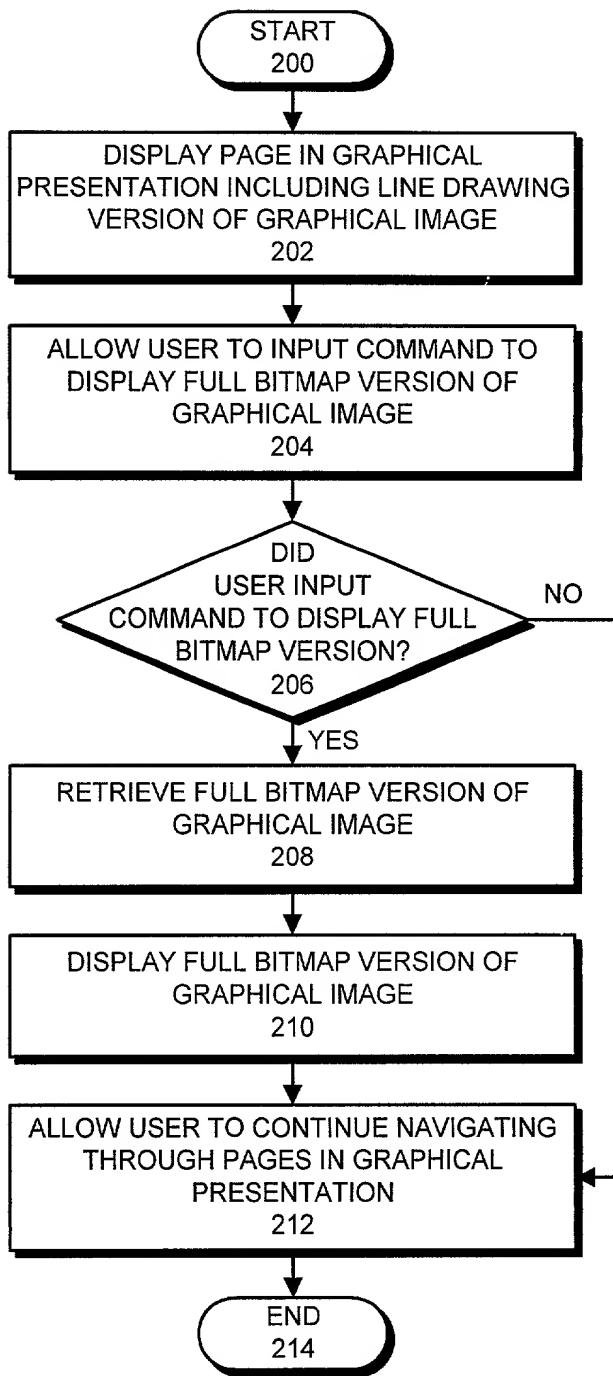 START
200
DISPLAY PAGE IN GRAPHICAL
PRESENTATION INCLUDING LINE DRAWING
VERSION OF GRAPHICAL IMAGE
202
ALLOW USER TO INPUT COMMAND TO
DISPLAY FULL BITMAP VERSION OF
GRAPHICAL IMAGE
204
DID
USER INPUT
COMMAND TO DISPLAY FULL
BITMAP VERSION?
206
NO
YES
RETRIEVE FULL BITMAP VERSION OF
GRAPHICAL IMAGE
208
DISPLAY FULL BITMAP VERSION OF
GRAPHICAL IMAGE
210
ALLOW USER TO CONTINUE NAVIGATING
THROUGH PAGES IN GRAPHICAL
PRESENTATION
212
END
214